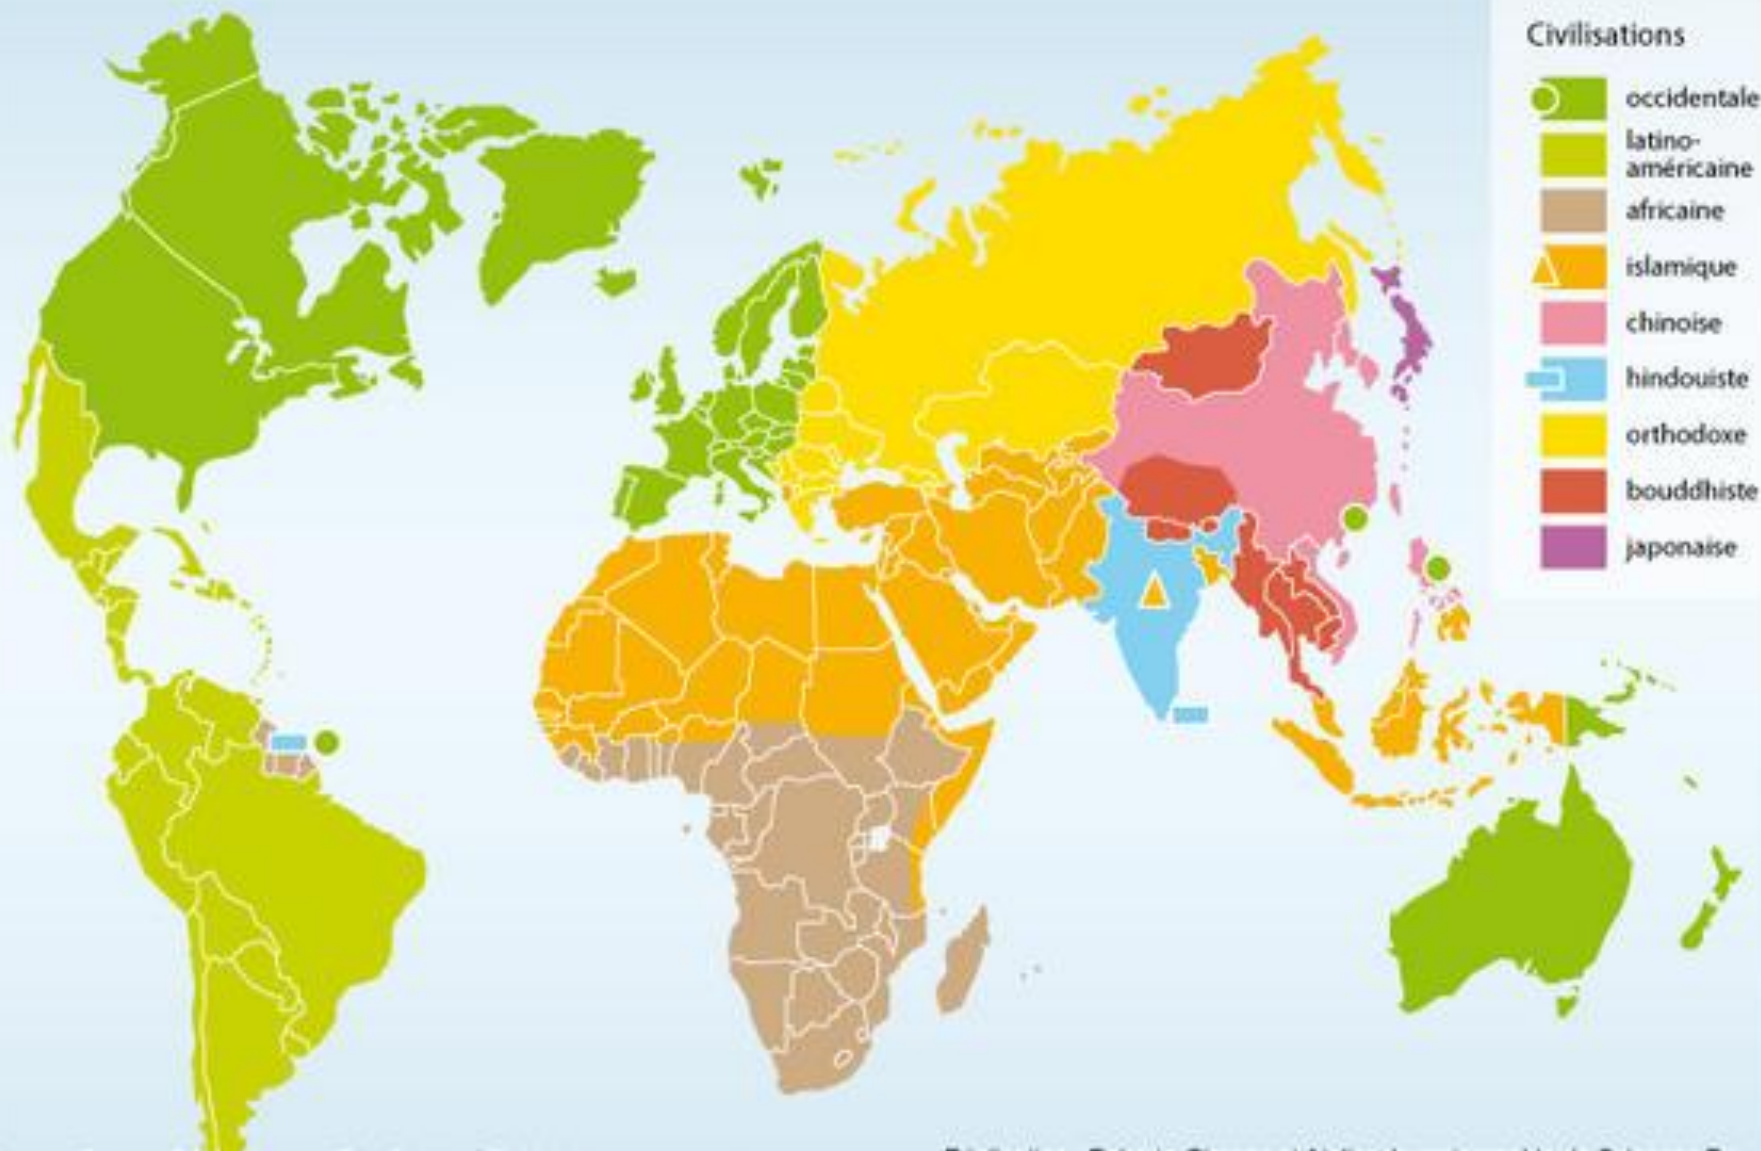 Civilisations
occidentale
latino-
américaine
africaine
islamique
chinoise
hindouiste
orthodoxe
bouddhiste
japonaise